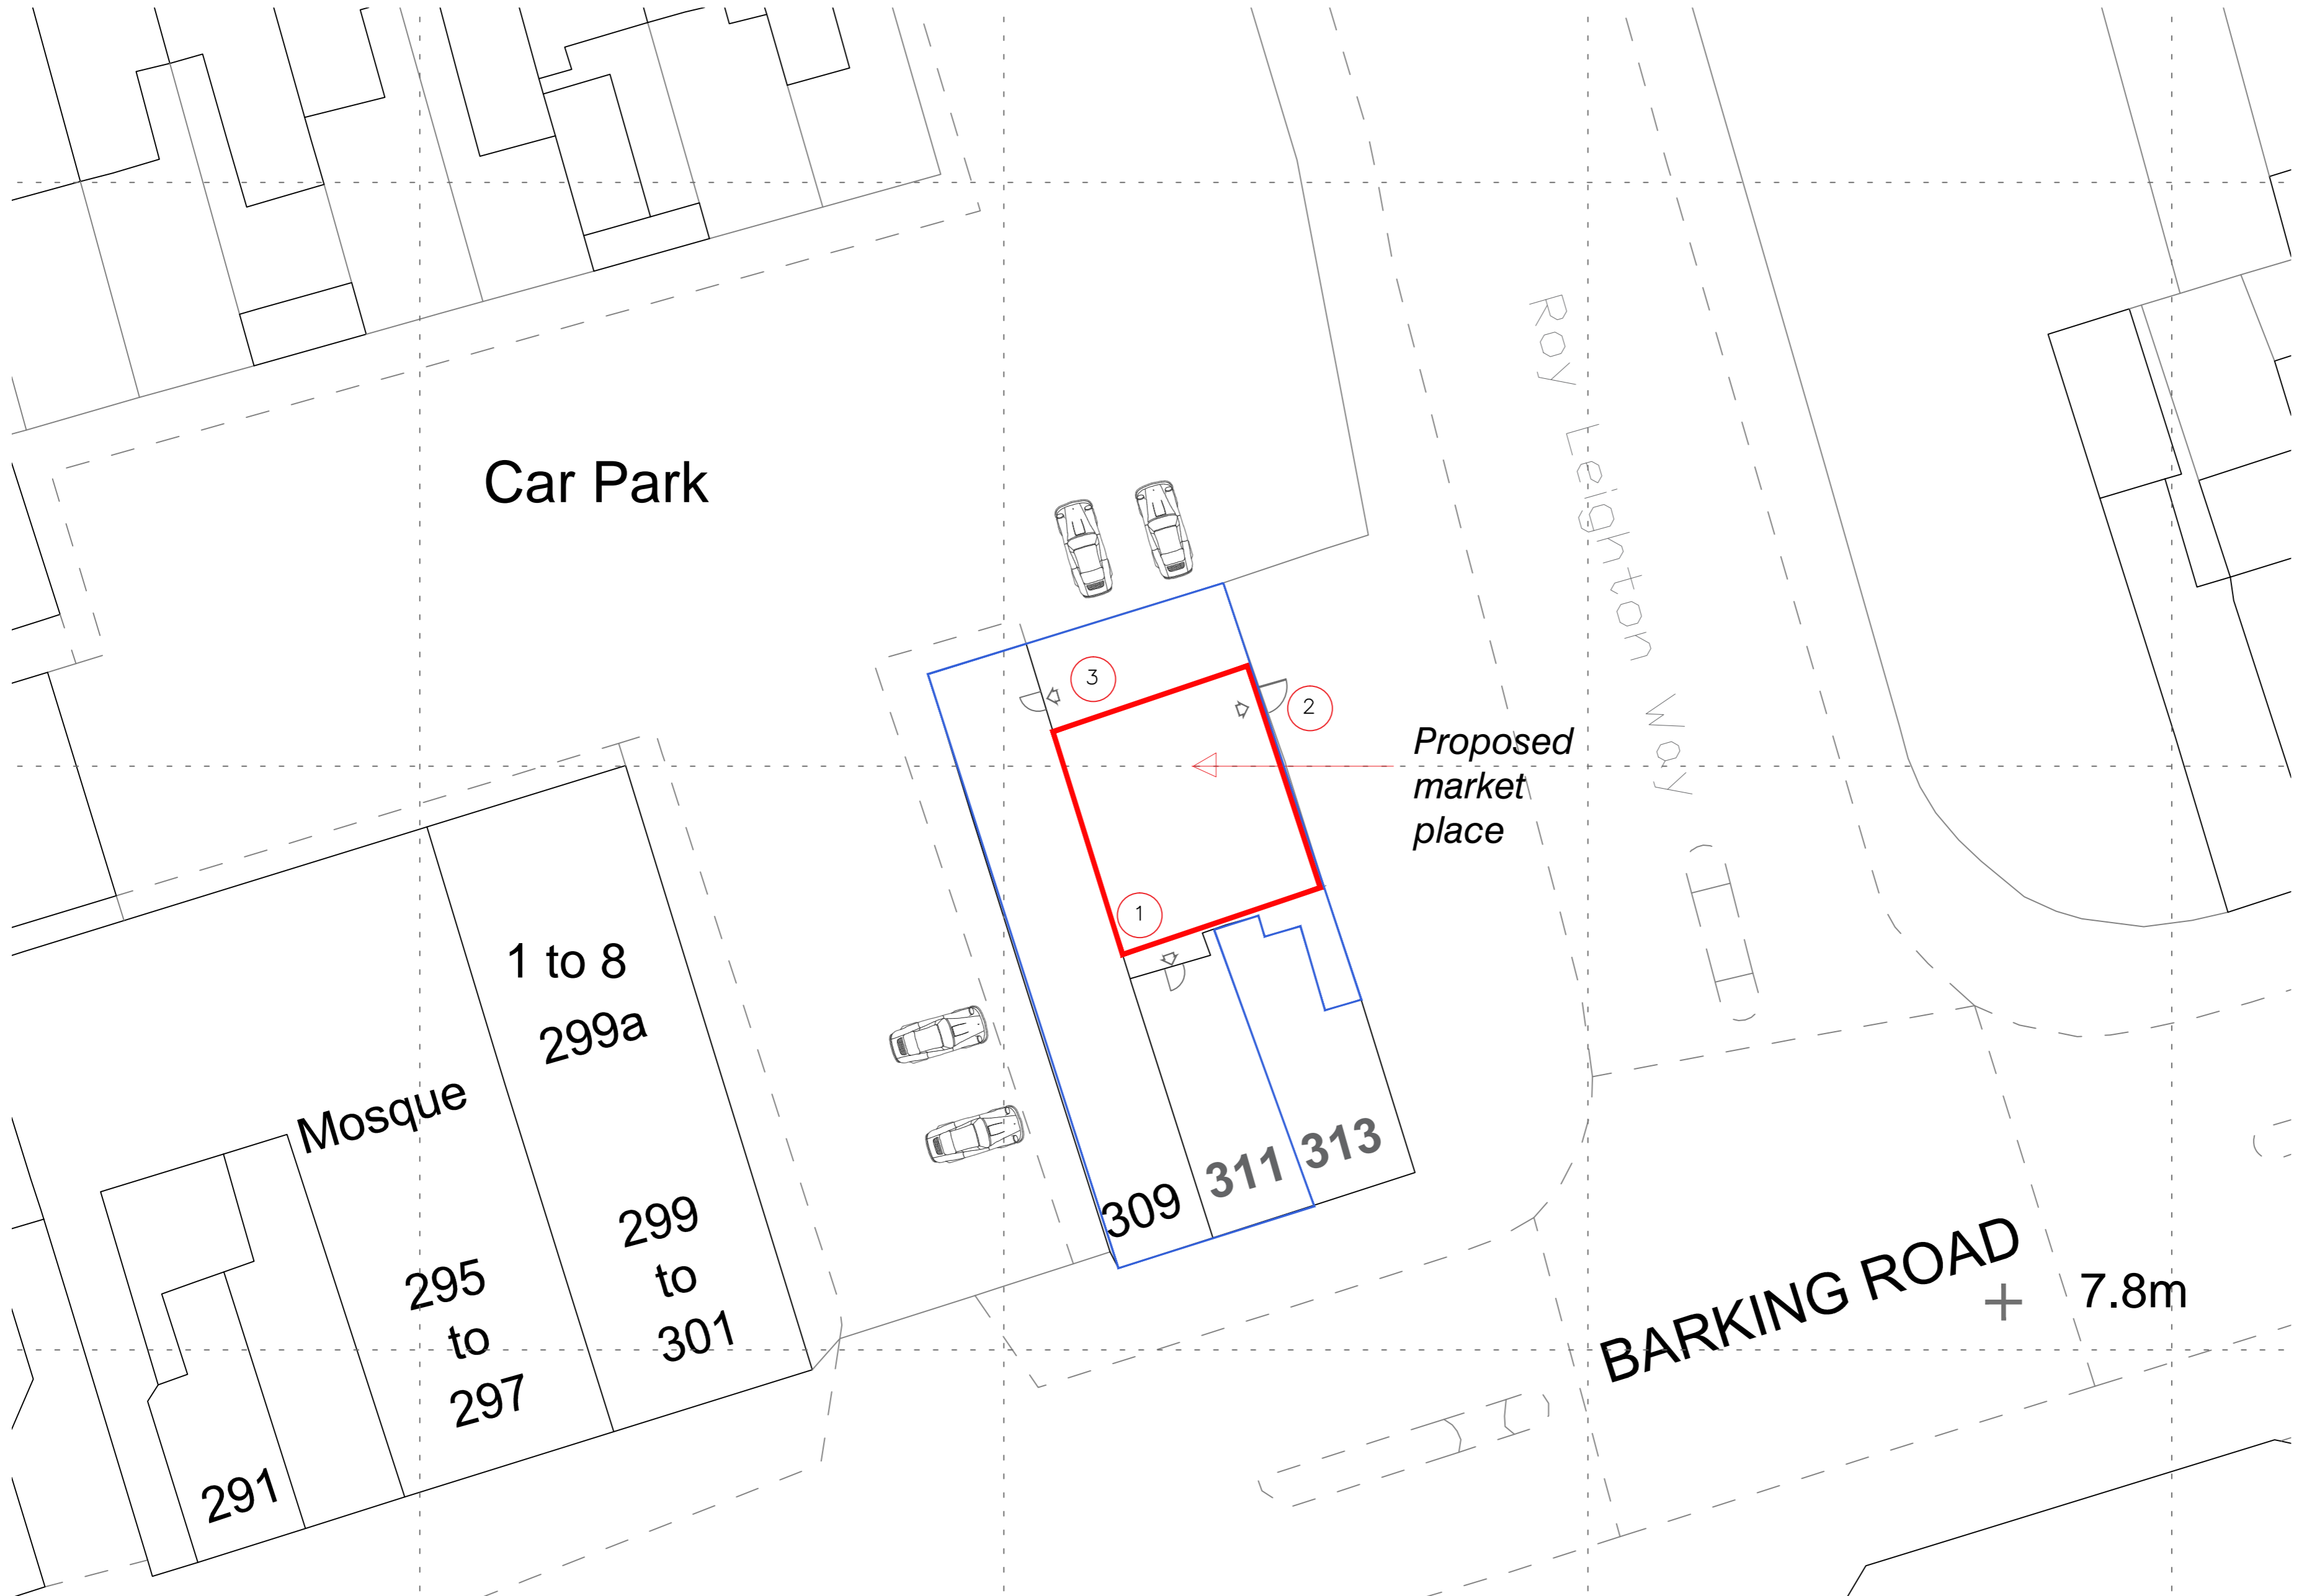 Car Park
Roy Leighton Way
3
2
Proposed
market
place
1
1 to 8
299a
Mosque
309
311
313
299
to
301
295
to
297
291
BARKING ROAD
7.8m